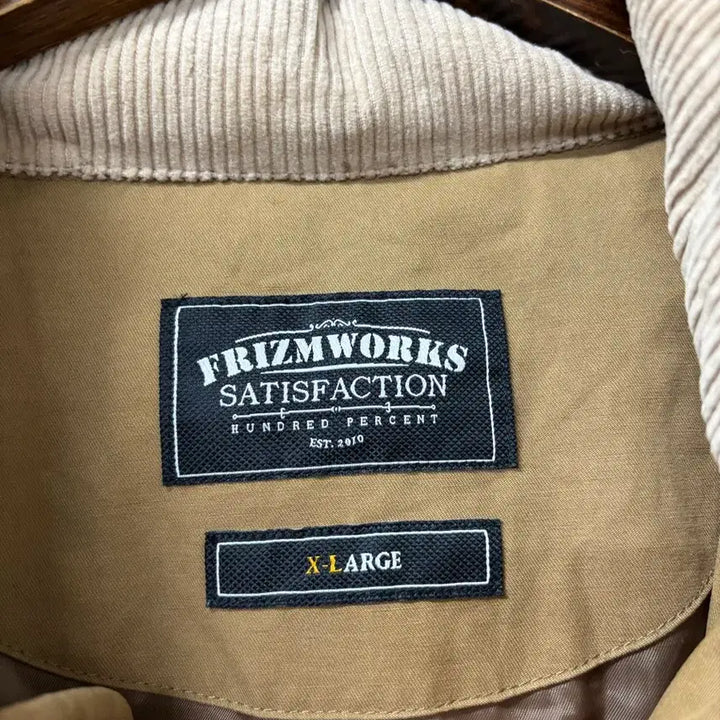 FRIZMWORKS
SATISFACTION
HUNDRED PERCENT
EST. 2010
X-LARGE